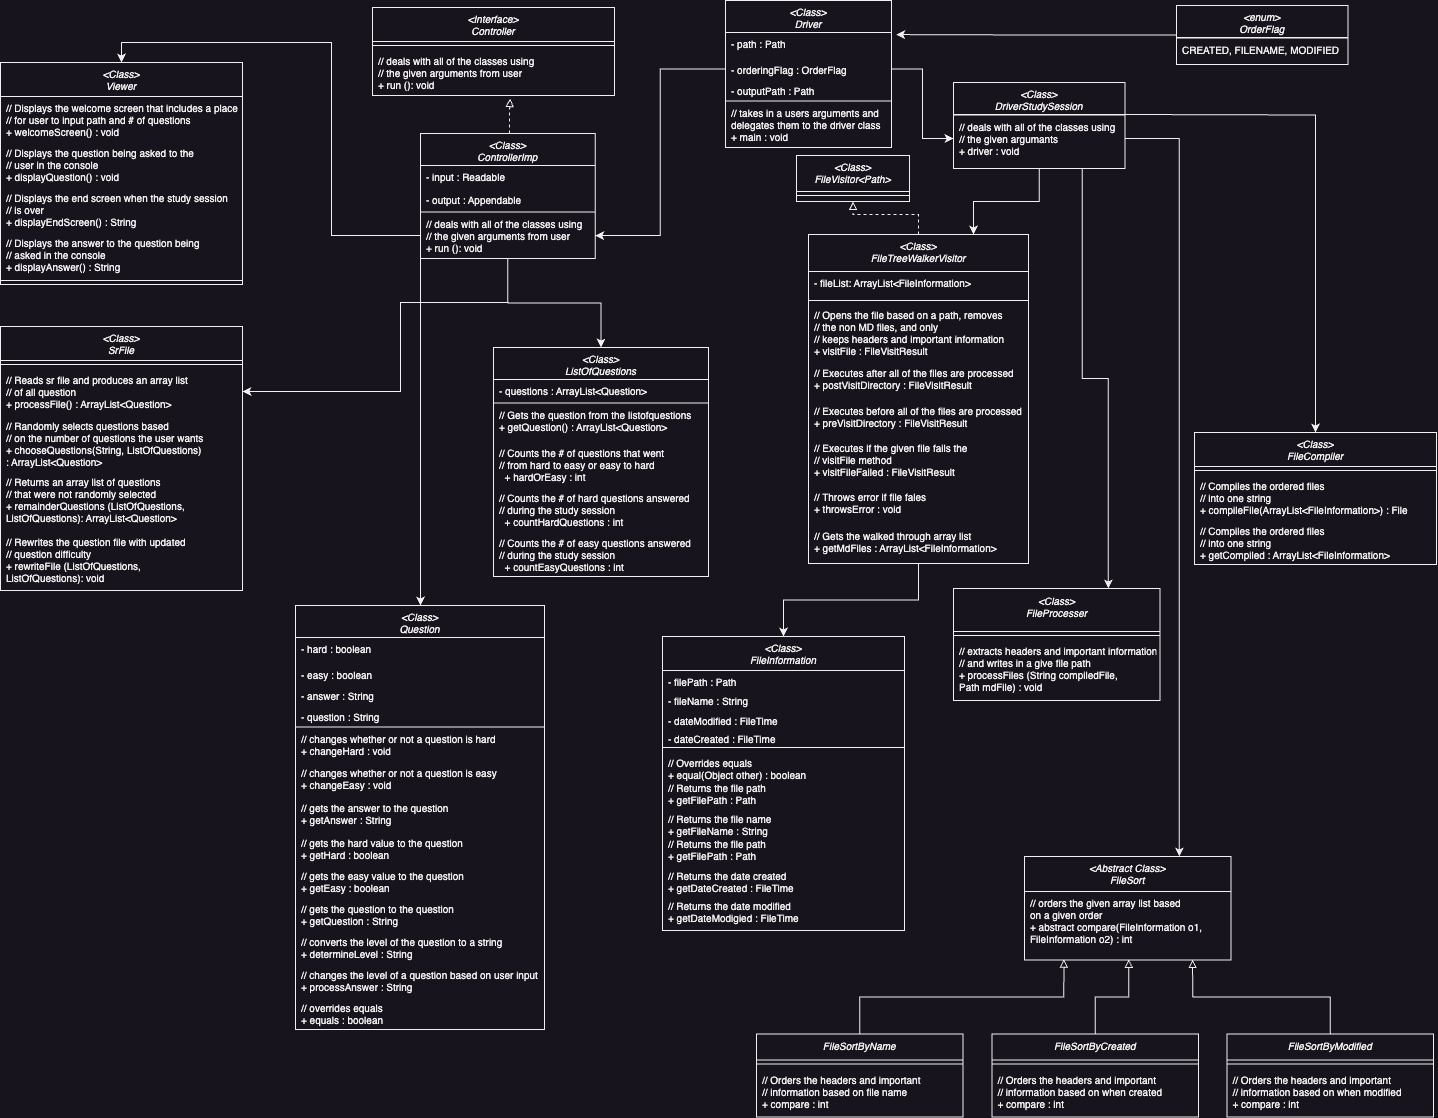 <Interface>
Controller
// deals with all of the classes using
// the given arguments from user
+ run (): void
<Class>
Driver
- path : Path
- orderingFlag : OrderFlag
- outputPath : Path
// takes in a users arguments and
delegates them to the driver class
+ main : void
<enum>
OrderFlag
CREATED, FILENAME, MODIFIED
<Class>
Viewer
// Displays the welcome screen that includes a place
// for user to input path and # of questions
+ welcomeScreen() : void
// Displays the question being asked to the
// user in the console
+ displayQuestion() : void
// Displays the end screen when the study session
// is over
+ displayEndScreen() : String
// Displays the answer to the question being
// asked in the console
+ displayAnswer() : String
<Class>
ControllerImp
- input : Readable
- output : Appendable
// deals with all of the classes using
// the given arguments from user
+ run (): void
<Class>
DriverStudySession
// deals with all of the classes using
// the given argumants
+ driver : void
<Class>
FileVisitor<Path>
<Class>
FileTreeWalkerVisitor
- fileList: ArrayList<FileInformation>
// Opens the file based on a path, removes
// the non MD files, and only
// keeps headers and important information
+ visitFile : FileVisitResult
// Executes after all of the files are processed
+ postVisitDirectory : FileVisitResult
// Executes before all of the files are processed
+ preVisitDirectory : FileVisitResult
// Executes if the given file fails the
// visitFile method
+ visitFileFailed : FileVisitResult
// Throws error if file fales
+ throwsError : void
// Gets the walked through array list
+ getMdFiles : ArrayList<FileInformation>
<Class>
SrFile
// Reads sr file and produces an array list
// of all question
+ processFile() : ArrayList<Question>
// Randomly selects questions based
// on the number of questions the user wants
+ chooseQuestions(String, ListOfQuestions)
: ArrayList<Question>
// Returns an array list of questions
// that were not randomly selected
+ remainderQuestions (ListOfQuestions,
ListOfQuestions): ArrayList<Question>
// Rewrites the question file with updated
// question difficulty
+ rewriteFile (ListOfQuestions,
ListOfQuestions): void
<Class>
ListOfQuestions
- questions : ArrayList<Question>
// Gets the question from the listofquestions
+ getQuestion() : ArrayList<Question>
// Counts the # of questions that went
// from hard to easy or easy to hard
+ hardOrEasy : int
// Counts the # of hard questions answered
// during the study session
+ countHardQuestions : int
// Counts the # of easy questions answered
// during the study session
+ countEasyQuestions : int
<Class>
FileCompiler
// Compiles the ordered files
// into one string
+ compileFile(ArrayList<FileInformation>) : File
// Compiles the ordered files
// into one string
+ getCompiled : ArrayList<FileInformation>
<Class>
Question
- hard : boolean
- easy : boolean
- answer : String
- question : String
// changes whether or not a question is hard
+ changeHard : void
// changes whether or not a question is easy
+ changeEasy : void
// gets the answer to the question
+ getAnswer : String
// gets the hard value to the question
+ getHard : boolean
// gets the easy value to the question
+ getEasy : boolean
// gets the question to the question
+ getQuestion : String
// converts the level of the question to a string
+ determineLevel : String
// changes the level of a question based on user input
+ processAnswer : String
// overrides equals
+ equals : boolean
<Class>
FileInformation
- filePath : Path
- fileName : String
- dateModified : FileTime
- dateCreated : FileTime
// Overrides equals
+ equal(Object other) : boolean
// Returns the file path
+ getFilePath : Path
// Returns the file name
+ getFileName : String
// Returns the file path
+ getFilePath : Path
// Returns the date created
+ getDateCreated : FileTime
// Returns the date modified
+ getDateModigied : FileTime
<Class>
FileProcesser
// extracts headers and important information
// and writes in a give file path
+ processFiles (String compiledFile,
Path mdFile) : void
<Abstract Class>
FileSort
// orders the given array list based
on a given order
+ abstract compare(FileInformation o1,
FileInformation o2) : int
FileSortByName
// Orders the headers and important
// information based on file name
+ compare : int
FileSortByCreated
// Orders the headers and important
// information based on when created
+ compare : int
FileSortByModified
// Orders the headers and important
// information based on when modified
+ compare : int